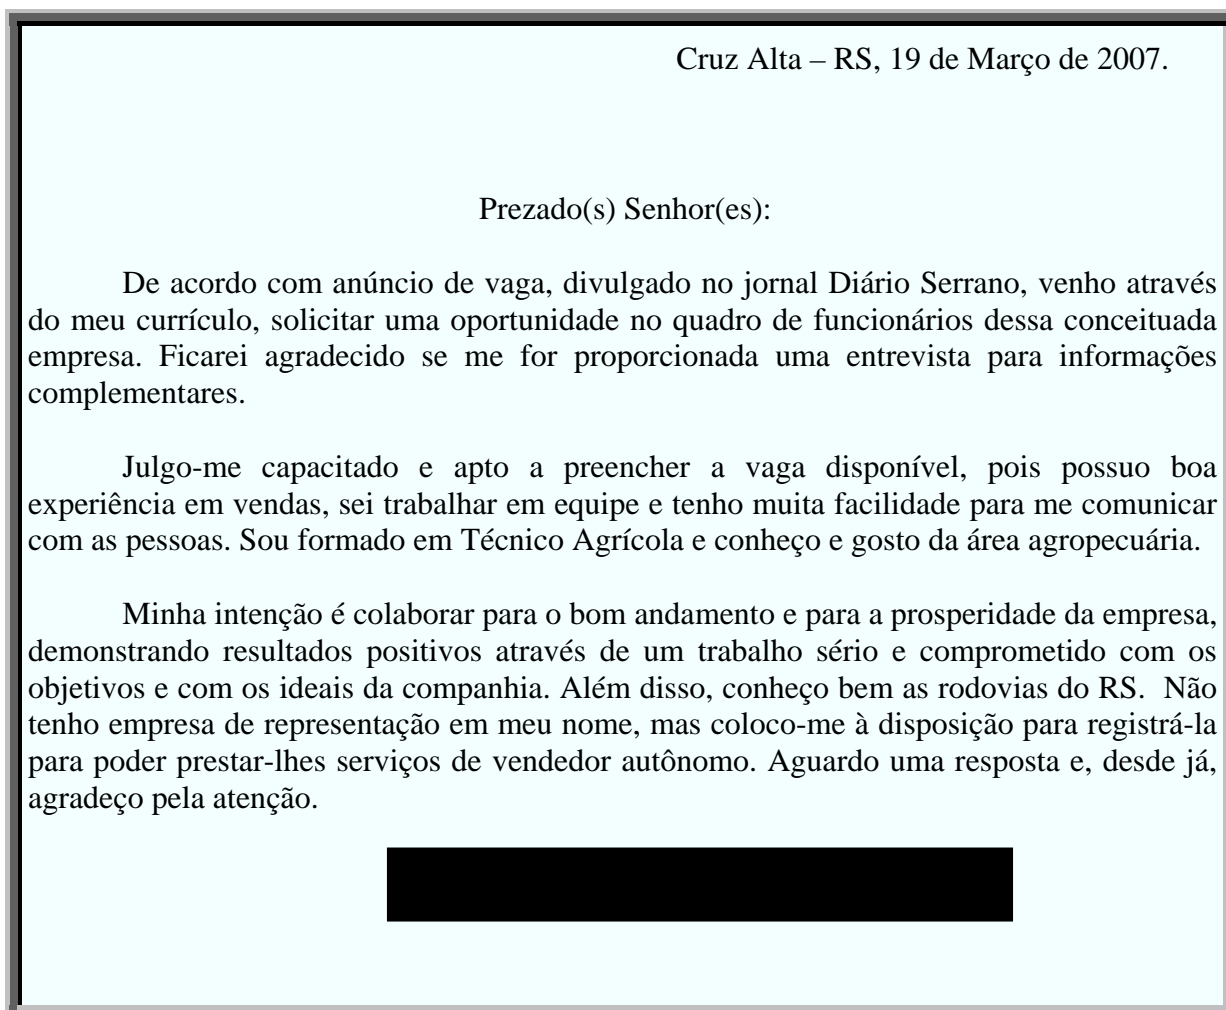 Cruz Alta – RS, 19 de Março de 2007.
Prezado(s) Senhor(es):
De acordo com anúncio de vaga, divulgado no jornal Diário Serrano, venho através
do meu currículo, solicitar uma oportunidade no quadro de funcionários dessa conceituada
empresa. Ficarei agradecido se me for proporcionada uma entrevista para informações
complementares.
Julgo-me capacitado e apto a preencher a vaga disponível, pois possuo boa
experiência em vendas, sei trabalhar em equipe e tenho muita facilidade para me comunicar
com as pessoas. Sou formado em Técnico Agrícola e conheço e gosto da área agropecuária.
Minha intenção é colaborar para o bom andamento e para a prosperidade da empresa,
demonstrando resultados positivos através de um trabalho sério e comprometido com os
objetivos e com os ideais da companhia. Além disso, conheço bem as rodovias do RS.  Não
tenho empresa de representação em meu nome, mas coloco-me à disposição para registrá-la
para poder prestar-lhes serviços de vendedor autônomo. Aguardo uma resposta e, desde já,
agradeço pela atenção.